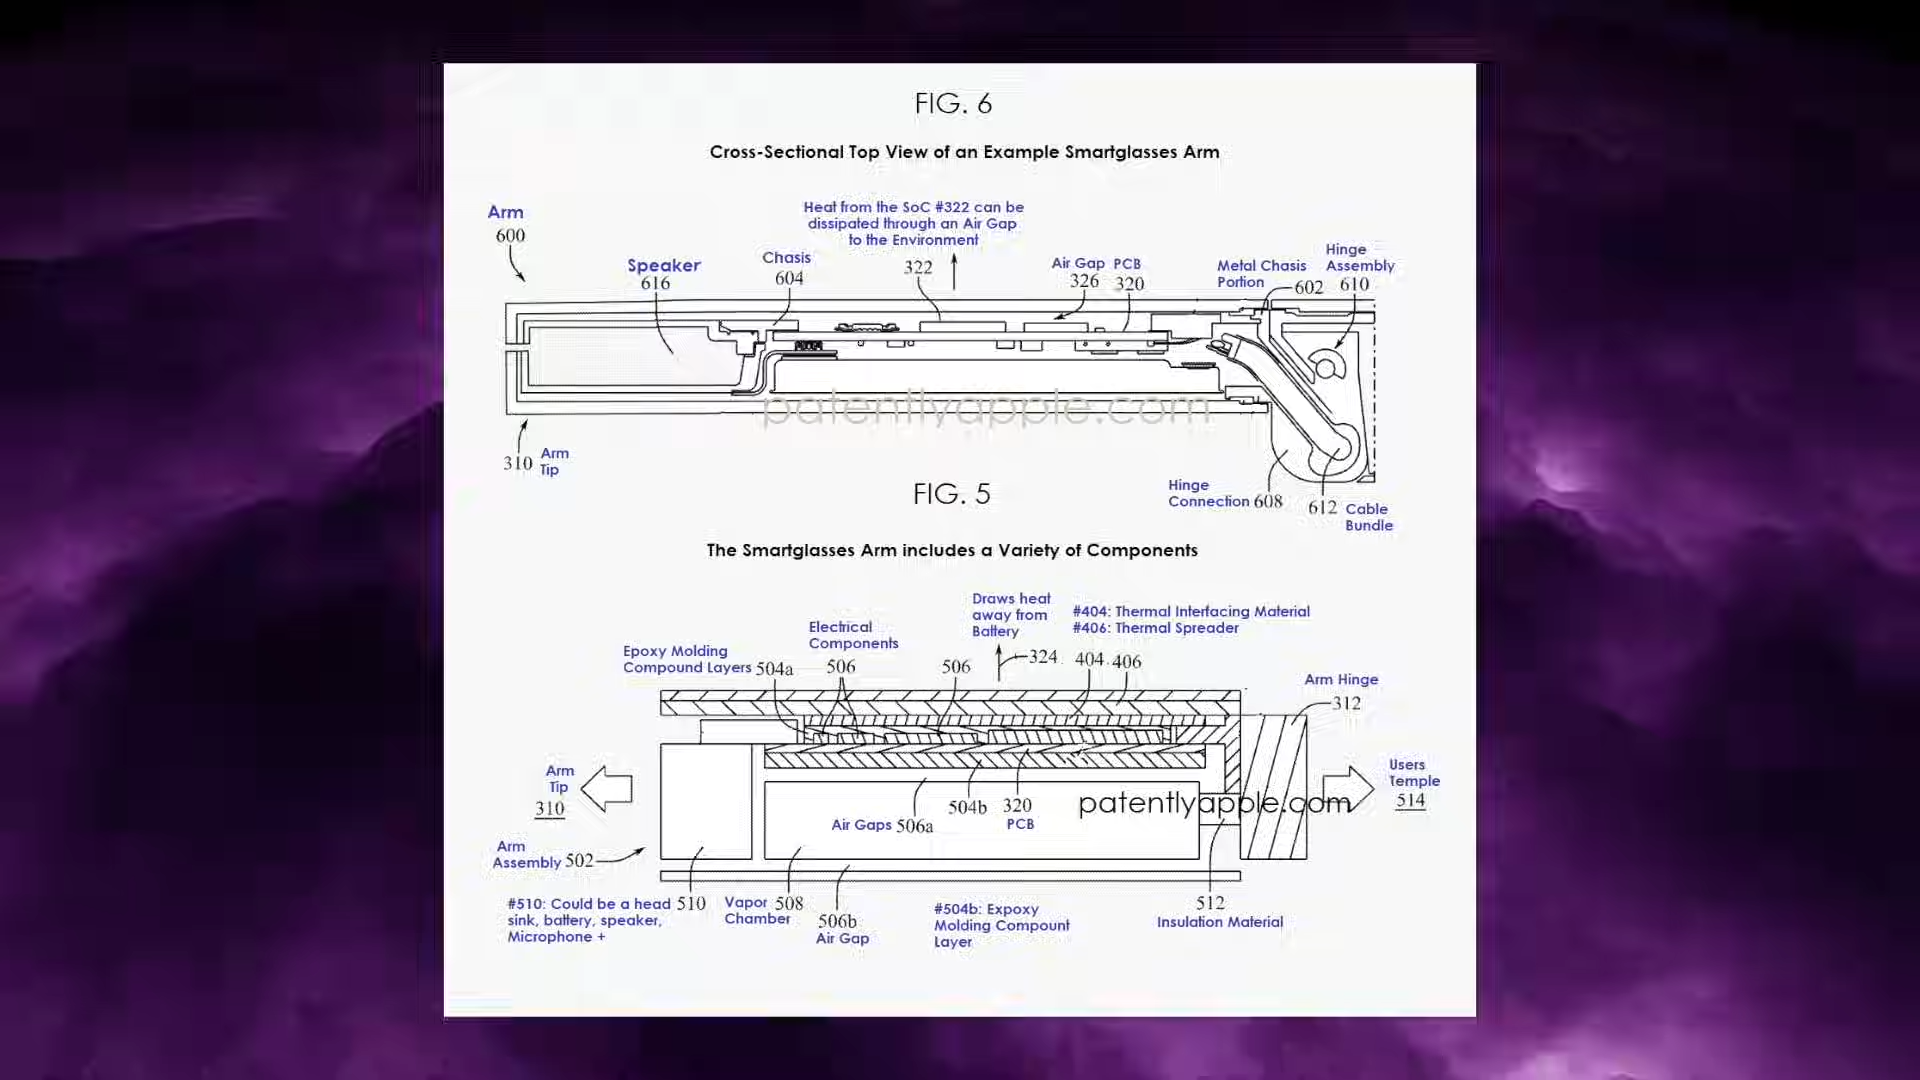 FIG. 6
Cross-Sectional Top View of an Example Smartglasses Arm
Arm
600
Heat from the SoC #322 can be
dissipated through an Air Gap
to the Environment
Speaker
616
Chasis
604
322
Air Gap
326
PCB
320
Metal Chasis
Portion
602
Hinge
Assembly
610
patentlyapple.com
310
Arm
Tip
Hinge
Connection 608
612
Cable
Bundle
FIG. 5
The Smartglasses Arm includes a Variety of Components
Draws heat
away from
Battery
#404: Thermal Interfacing Material
#406: Thermal Spreader
Electrical
Components
Epoxy Molding
Compound Layers 504a
506
506
324
404
406
Arm Hinge
312
Arm
Tip
310
Users
Temple
514
patentlyapple.com
504b
320
PCB
Air Gaps 506a
Arm
Assembly 502
#510: Could be a head
sink, battery, speaker,
Microphone +
510
Vapor
Chamber
508
506b
Air Gap
#504b: Expoxy
Molding Compount
Layer
512
Insulation Material